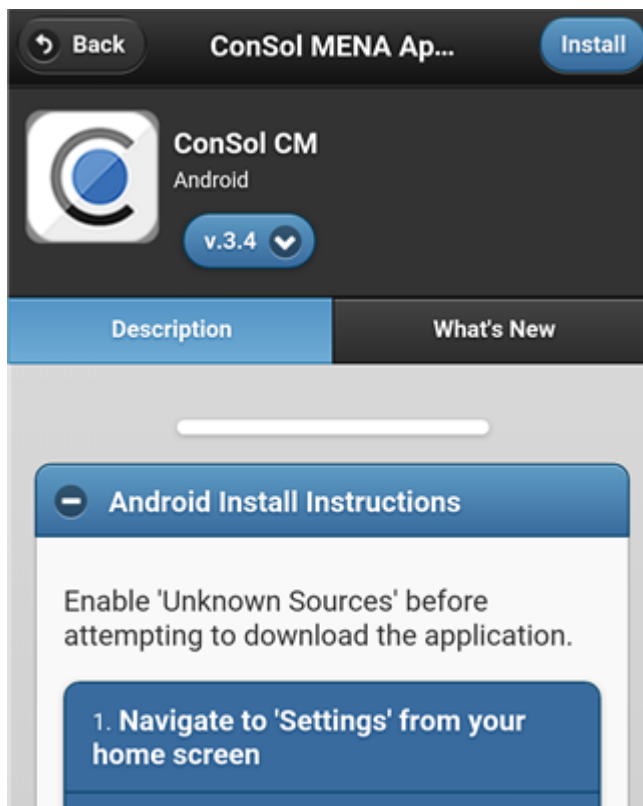 Back
ConSol MENA Ap...
Install
ConSol CM
Android
v.3.4
Description
What's New
Android Install Instructions
Enable 'Unknown Sources' before
attempting to download the application.
1. Navigate to 'Settings' from your
home screen